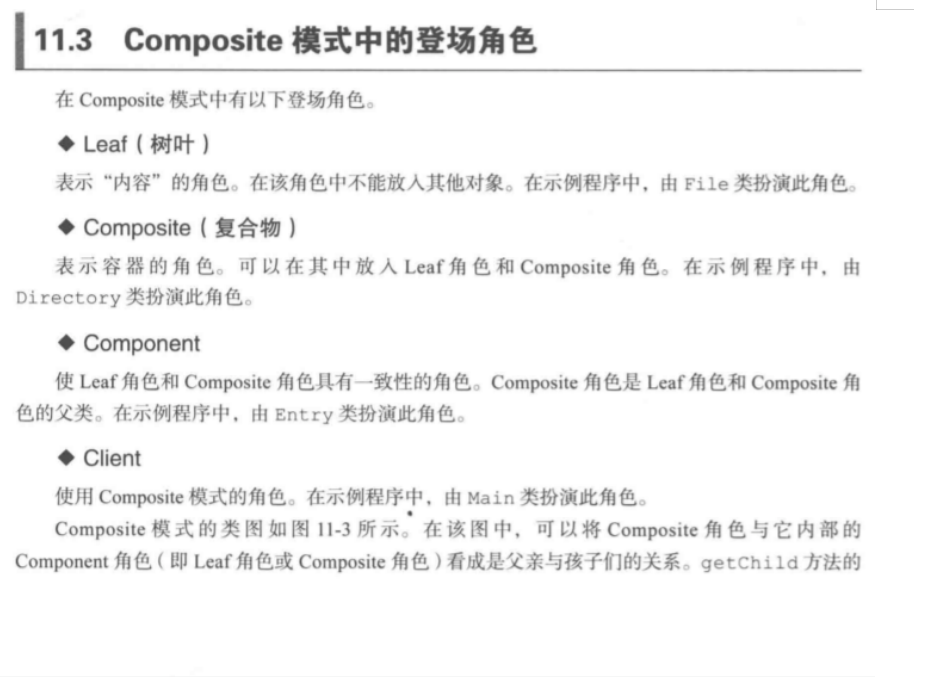 11.3 Composite 模式中的登场角色
在 Composite 模式中有以下登场角色。
◆ Leaf（树叶）
表示“内容”的角色。在该角色中不能放入其他对象。在示例程序中，由 File 类扮演此角色。
◆ Composite（复合物）
表示容器的角色。可以在其中放入 Leaf 角色和 Composite 角色。在示例程序中，由
Directory 类扮演此角色。
◆ Component
使 Leaf 角色和 Composite 角色具有一致性的角色。Composite 角色是 Leaf 角色和 Composite 角
色的父类。在示例程序中，由 Entry 类扮演此角色。
◆ Client
使用 Composite 模式的角色。在示例程序中，由 Main 类扮演此角色。
Composite 模式的类图如图 11-3 所示。在该图中，可以将 Composite 角色与它内部的
Component 角色（即 Leaf 角色或 Composite 角色）看成是父亲与孩子们的关系。getChild 方法的